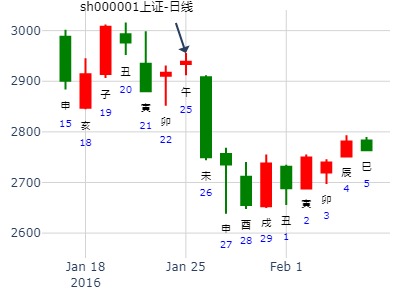 sh000001上证-日线
3000
2900
2800
2700
2600
申
15
亥
18
子
19
丑
20
寅
21
卯
22
午
25
未
26
申
27
酉
28
戌
29
丑
1
寅
2
卯
3
辰
4
巳
5
Jan 18
2016
Jan 25
Feb 1